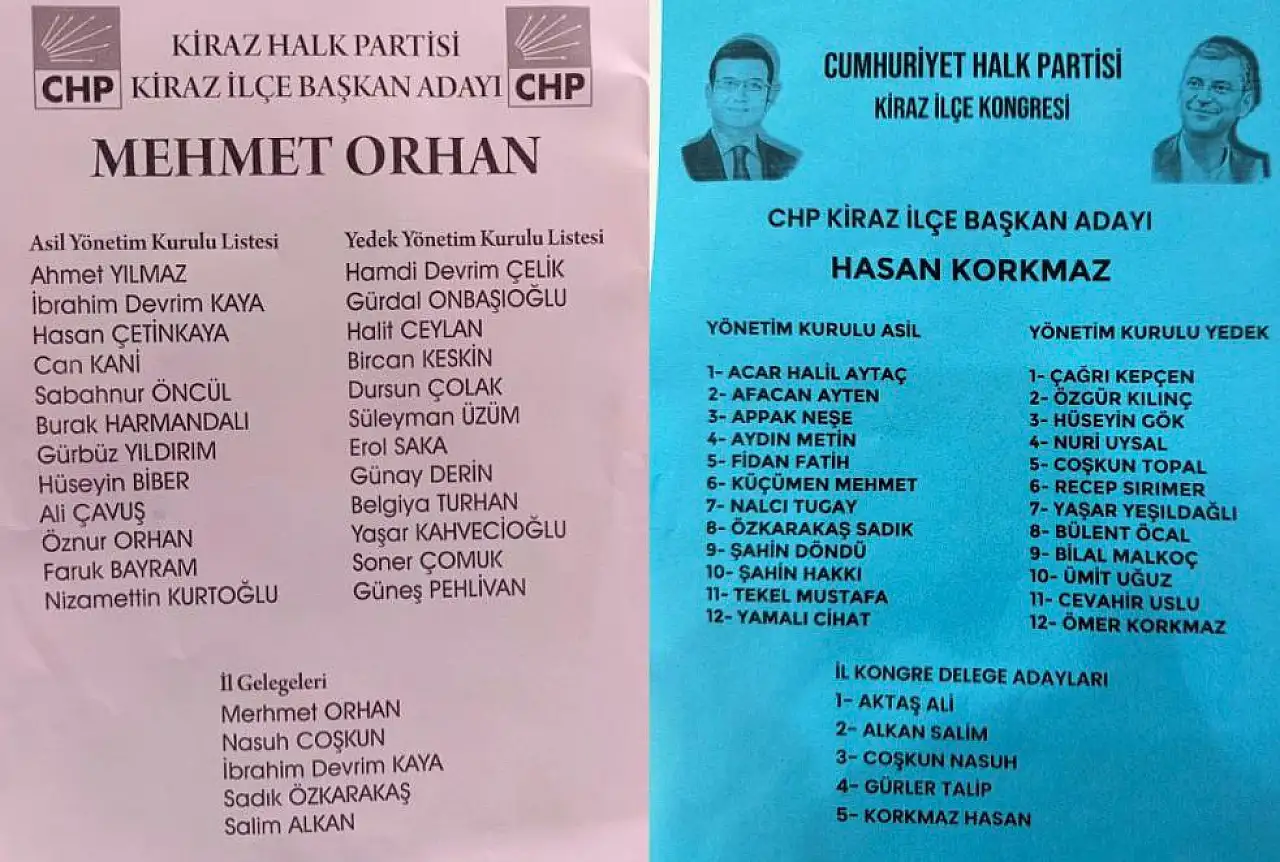 CHP
KİRAZ HALK PARTİSİ
KİRAZ İLÇE BAŞKAN ADAYI
CHP
MEHMET ORHAN
Asil Yönetim Kurulu Listesi
Ahmet YILMAZ
İbrahim Devrim KAYA
Hasan ÇETİNKAYA
Can KANİ
Sabahnur ÖNCÜL
Burak HARMANDALI
Gürbüz YILDIRIM
Hüseyin BİBER
Ali ÇAVUŞ
Öznur ORHAN
Faruk BAYRAM
Nizamettin KURTOĞLU
Yedek Yönetim Kurulu Listesi
Hamdi Devrim ÇELİK
Gürdal ONBAŞIOĞLU
Halit CEYLAN
Bircan KESKİN
Dursun ÇOLAK
Süleyman ÜZÜM
Erol SAKA
Günay DERİN
Belgiya TURHAN
Yaşar KAHVECİOĞLU
Soner ÇOMUK
Güneş PEHLİVAN
İl Gelegeleri
Merhmet ORHAN
Nasuh COŞKUN
İbrahim Devrim KAYA
Sadık ÖZKARAKAŞ
Salim ALKAN
CUMHURİYET HALK PARTİSİ
KİRAZ İLÇE KONGRESİ
CHP KİRAZ İLÇE BAŞKAN ADAYI
HASAN KORKMAZ
YÖNETİM KURULU ASİL
1- ACAR HALİL AYTAÇ
2- AFACAN AYTEN
3- APPAK NEŞE
4- AYDIN METİN
5- FİDAN FATİH
6- KÜÇÜMEN MEHMET
7- NALCI TUGAY
8- ÖZKARAKAŞ SADIK
9- ŞAHİN DÖNDÜ
10- ŞAHİN HAKKI
11- TEKEL MUSTAFA
12- YAMALI CİHAT
YÖNETİM KURULU YEDEK
1- ÇAĞRI KEPÇEN
2- ÖZGÜR KILINÇ
3- HÜSEYİN GÖK
4- NURİ UYSAL
5- COŞKUN TOPAL
6- RECEP SIRIMER
7- YAŞAR YEŞILDAĞLI
8- BÜLENT ÖCAL
9- BİLAL MALKOÇ
10- ÜMİT UĞUZ
11- CEVAHİR USLU
12- ÖMER KORKMAZ
İL KONGRE DELEGE ADAYLARI
1- AKTAŞ ALİ
2- ALKAN SALİM
3- COŞKUN NASUH
4- GÜRLER TALİP
5- KORKMAZ HASAN